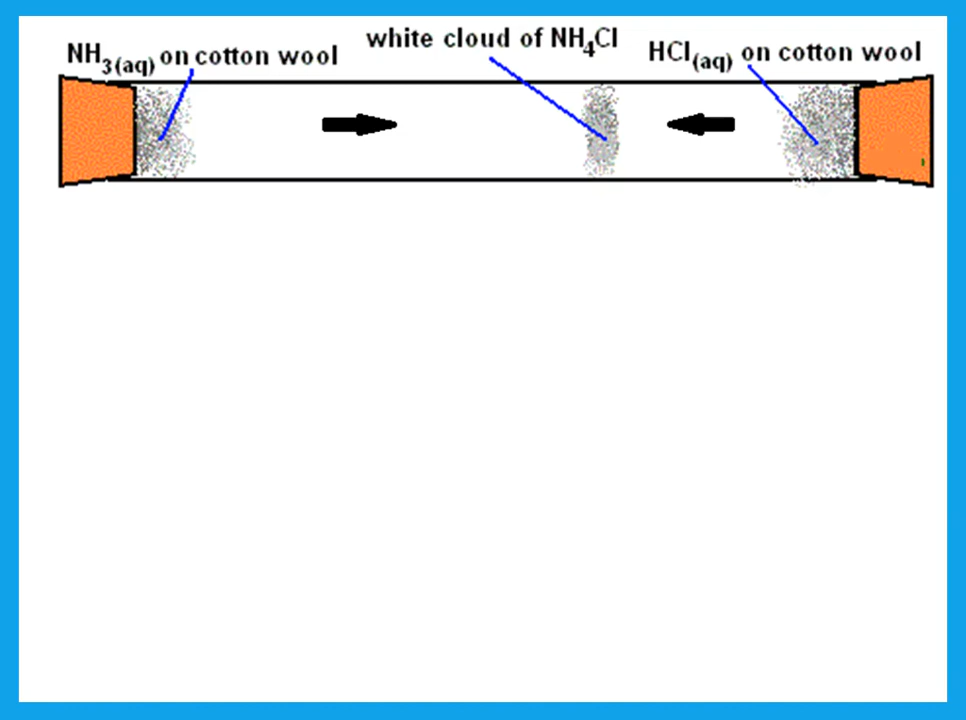 NH3(aq) on cotton wool
white cloud of NH4Cl
HCl(aq) on cotton wool